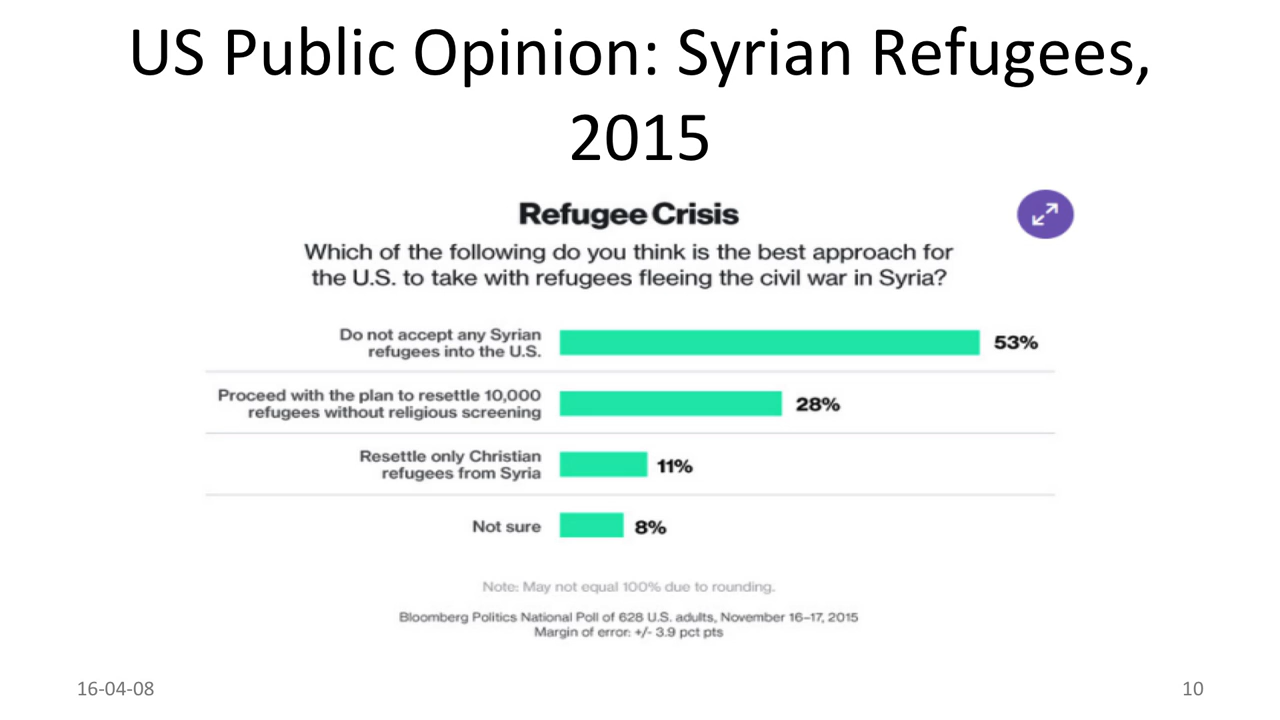 US Public Opinion: Syrian Refugees,
2015
Refugee Crisis
Which of the following do you think is the best approach for
the U.S. to take with refugees fleeing the civil war in Syria?
Do not accept any Syrian
refugees into the U.S.
53%
Proceed with the plan to resettle 10,000
refugees without religious screening
28%
Resettle only Christian
refugees from Syria
11%
Not sure
8%
Note: May not equal 100% due to rounding.
Bloomberg Politics National Poll of 628 U.S. adults, November 16–17, 2015
Margin of error: +/- 3.9 pct pts
16-04-08
10